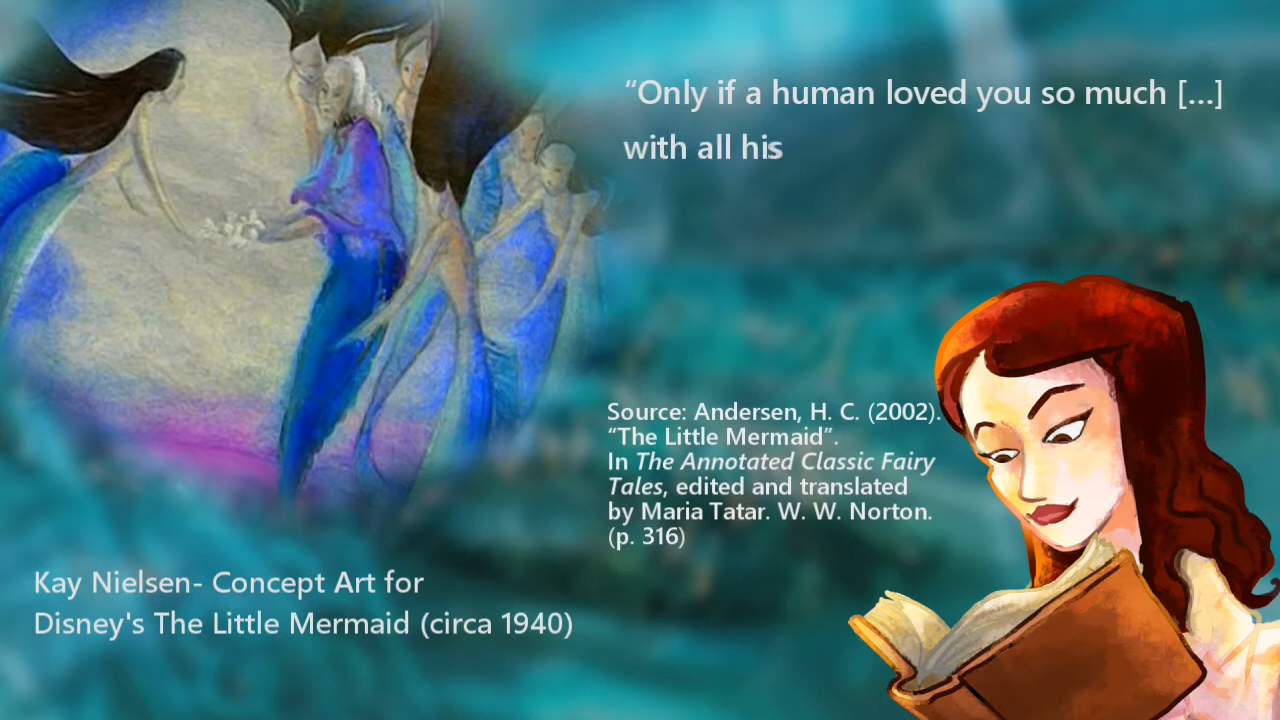 “Only if a human loved you so much [...]
with all his
Source: Andersen, H. C. (2002).
“The Little Mermaid”.
In The Annotated Classic Fairy
Tales, edited and translated
by Maria Tatar. W. W. Norton.
(p. 316)
Kay Nielsen- Concept Art for
Disney's The Little Mermaid (circa 1940)